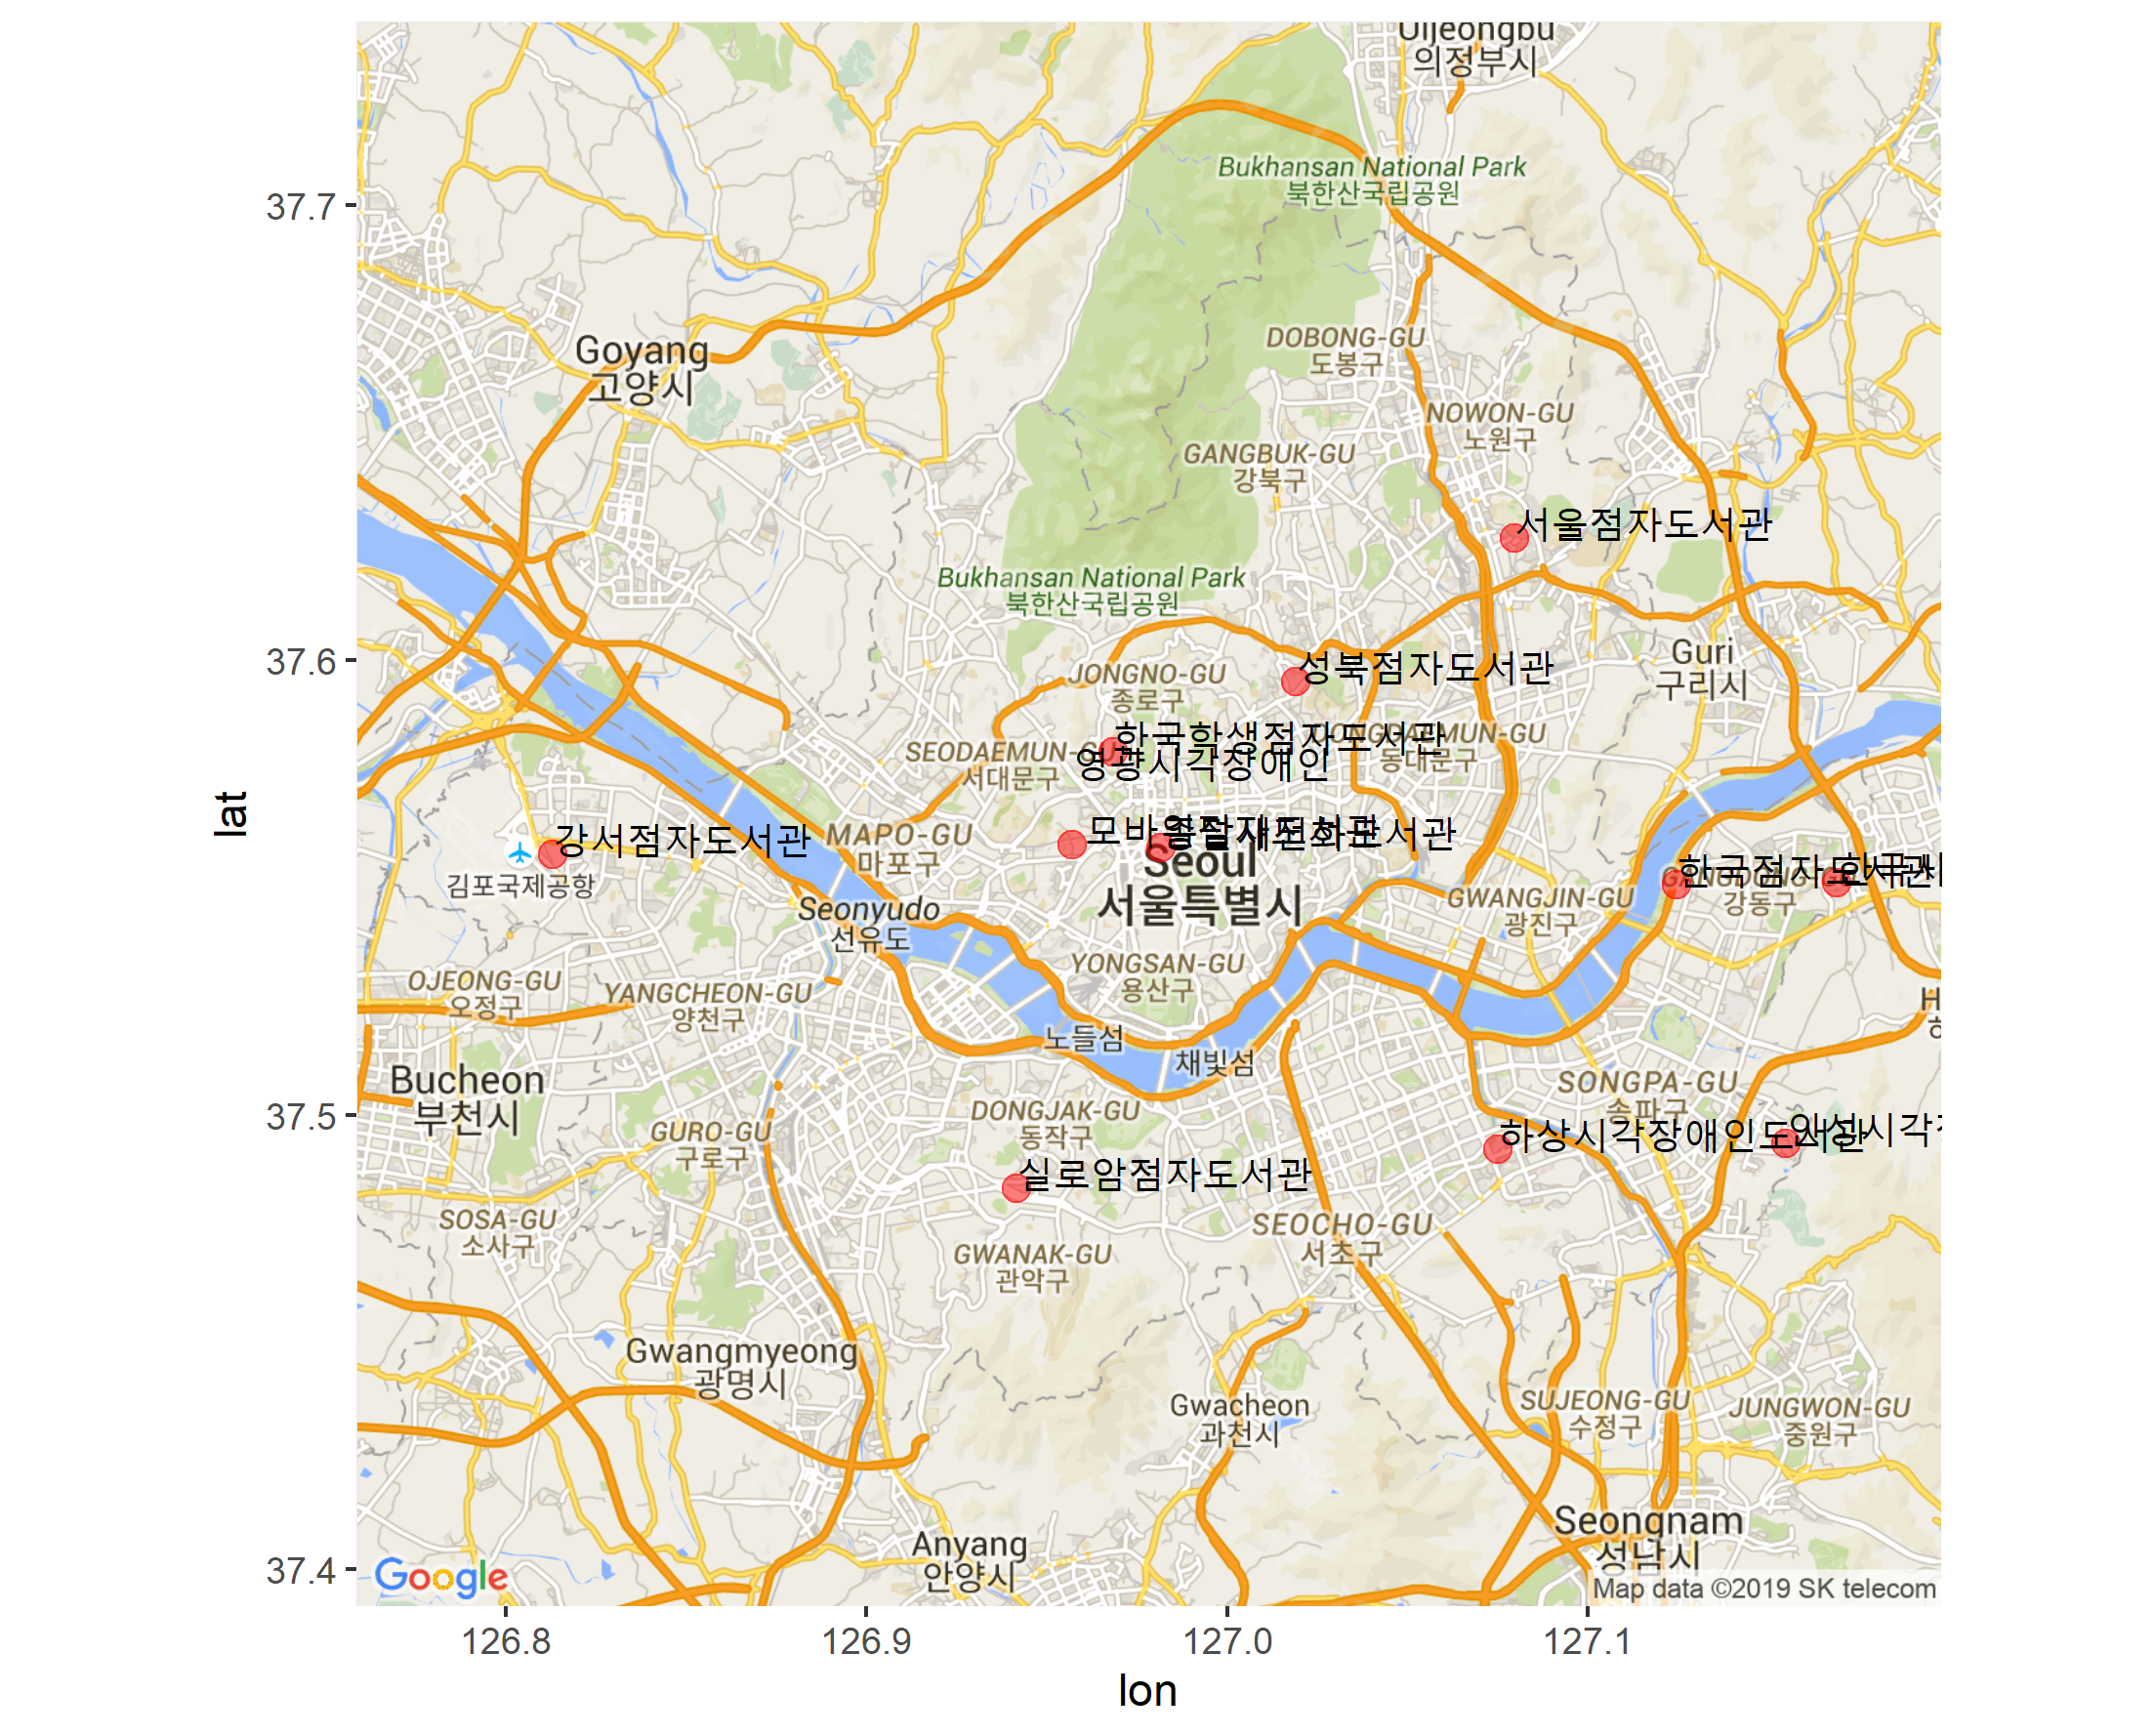 Uijeongbu
의정부시
Bukhansan National Park
북한산국립공원
37.7
DOBONG-GU
도봉구
Goyang
고양시
NOWON-GU
노원구
GANGBUK-GU
강북구
서울점자도서관
Bukhansan National Park
북한산국립공원
37.6
Guri
구리시
JONGNO-GU
종로구
성북점자도서관
한국학생점자도서관
DONGDAEMUN-GU
동대문구
SEODAEMUN-GU
서대문구
영광시각장애인
lat
강서점자도서관
김포국제공항
MAPO-GU
마포구
모바일점자도서관
Seoul
서울특별시
한국점자도서관
강동구
GWANGJIN-GU
광진구
Seonyudo
선유도
YONGSAN-GU
용산구
OJEONG-GU
오정구
YANGCHEON-GU
양천구
노들섬
채빛섬
Bucheon
부천시
37.5
SONGPA-GU
송파구
DONGJAK-GU
동작구
GURO-GU
구로구
하상시각장애인도서관
실로암점자도서관
SOSA-GU
소사구
SEOCHO-GU
서초구
GWANAK-GU
관악구
Gwangmyeong
광명시
Gwacheon
과천시
SUJEONG-GU
수정구
JUNGWON-GU
중원구
Seongnam
성남시
Anyang
안양시
37.4
Google
Map data ©2019 SK telecom
126.8
126.9
127.0
127.1
lon